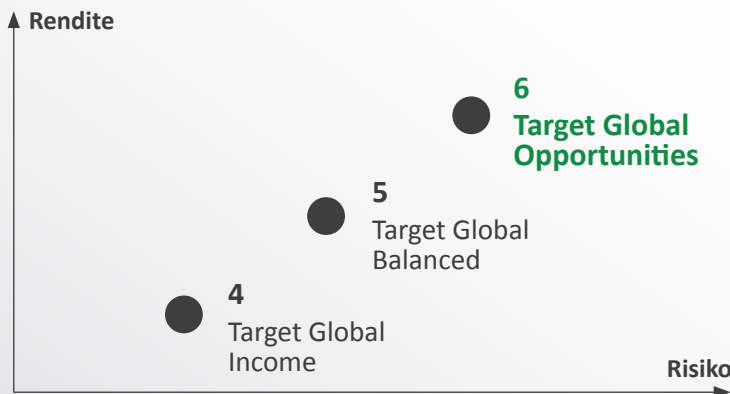 Rendite
6
Target Global
Opportunities
5
Target Global
Balanced
4
Target Global
Income
Risiko